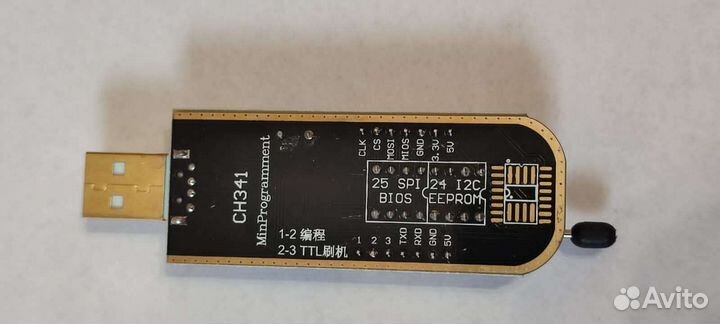 CH341
MinProgramment
1-2 编程
2-3 TTL刷机
CLK
CS
MOSI
MIOS
GND
3.3V
5V
25 SPI
BIOS
24 I2C
EEPROM
1
2
3
TXD
RXD
GND
5V
Avito